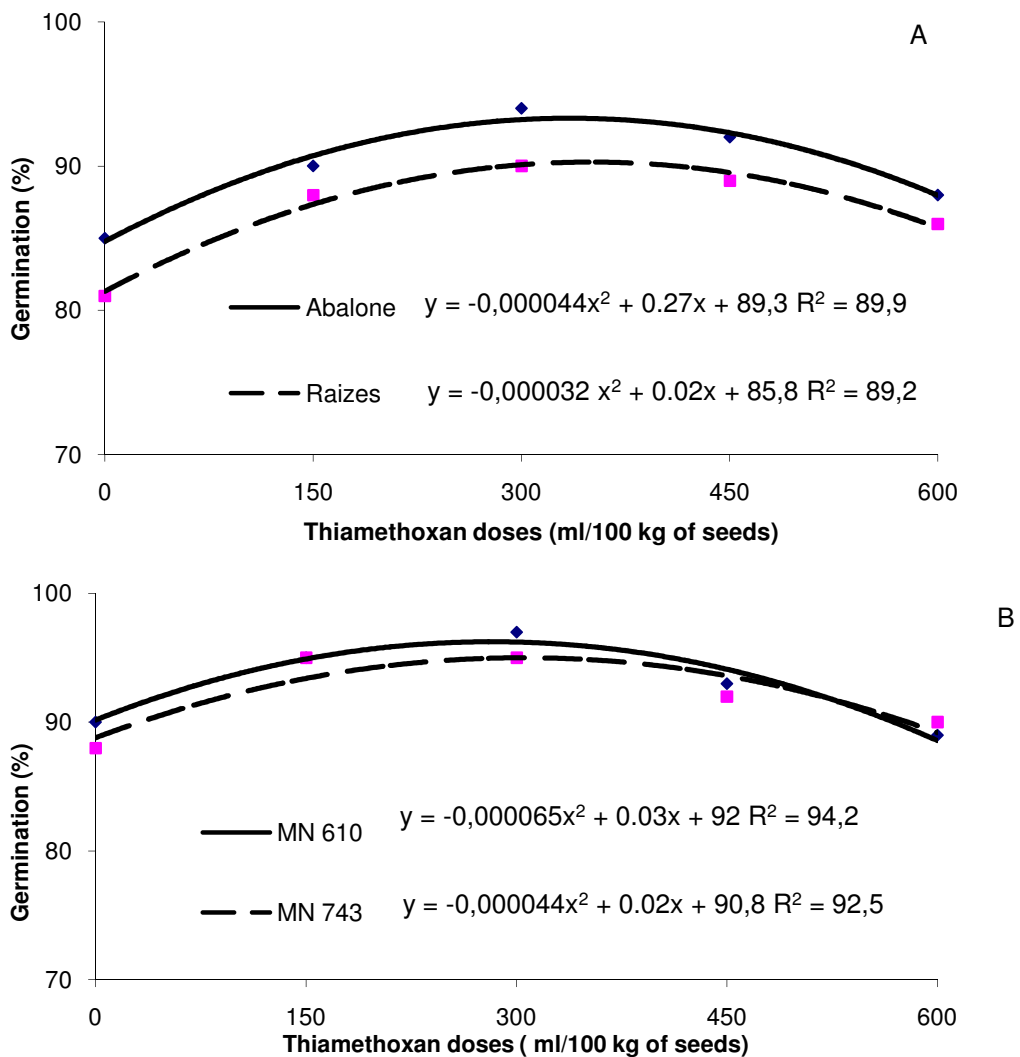 100
A
90
80
70
Germination (%)
Abalone y = -0,000044x² + 0.27x + 89,3 R² = 89,9
Raizes y = -0,000032 x² + 0.02x + 85,8 R² = 89,2
0 150 300 450 600
Thiamethoxan doses (ml/100 kg of seeds)
100
B
90
80
70
Germination (%)
MN 610 y = -0,000065x² + 0.03x + 92 R² = 94,2
MN 743 y = -0,000044x² + 0.02x + 90,8 R² = 92,5
0 150 300 450 600
Thiamethoxan doses ( ml/100 kg of seeds)